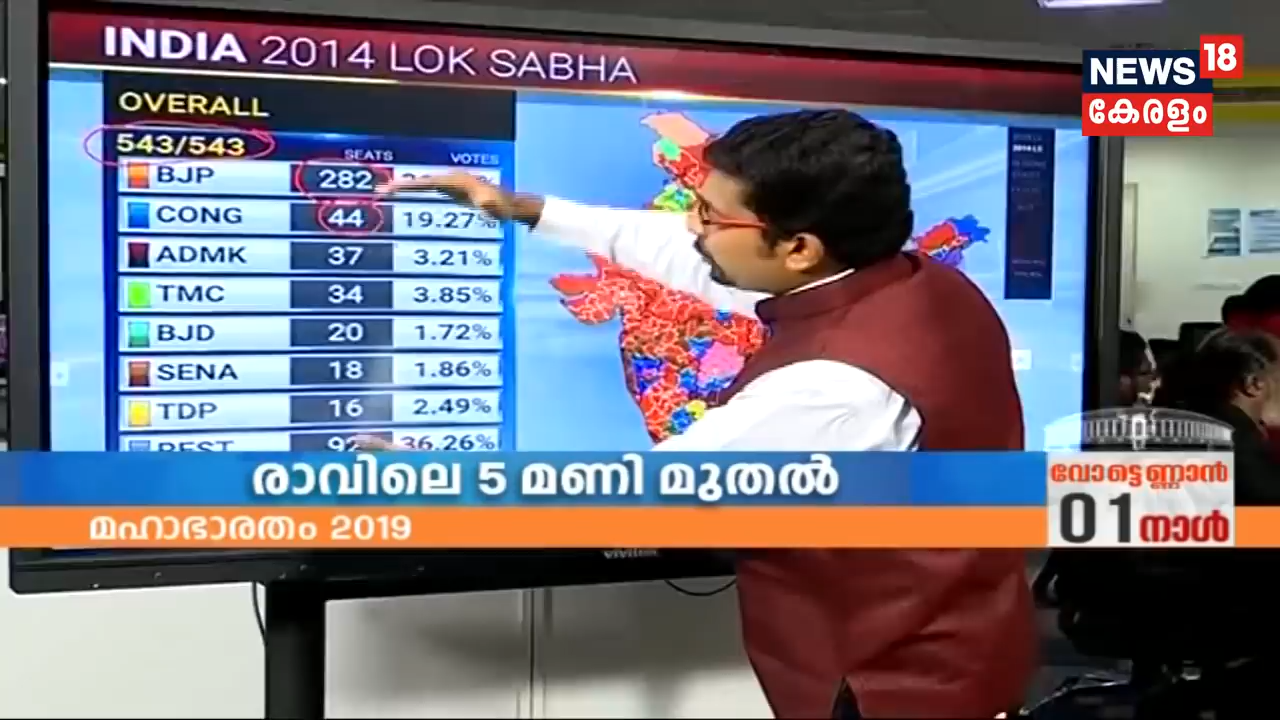 INDIA 2014 LOK SABHA
NEWS 18
കേരളം
OVERALL
543/543
SEATS VOTES
BJP 282
CONG 44 19.27%
ADMK 37 3.21%
TMC 34 3.85%
BJD 20 1.72%
SENA 18 1.86%
TDP 16 2.49%
REST 92 36.26%
രാവിലെ 5 മണി മുതൽ
മഹാഭാരതം 2019
വോട്ടെണ്ണാൻ
01 നാൾ